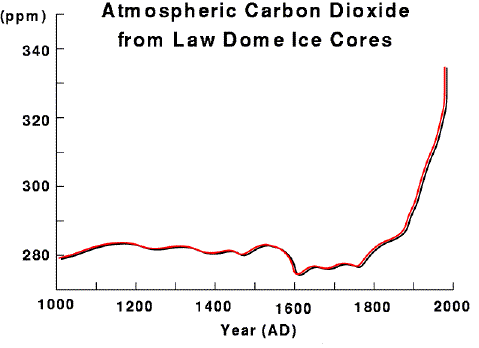 (ppm)
Atmospheric Carbon Dioxide
from Law Dome Ice Cores
340
320
300
280
1000 1200 1400 1600 1800 2000
Year (AD)